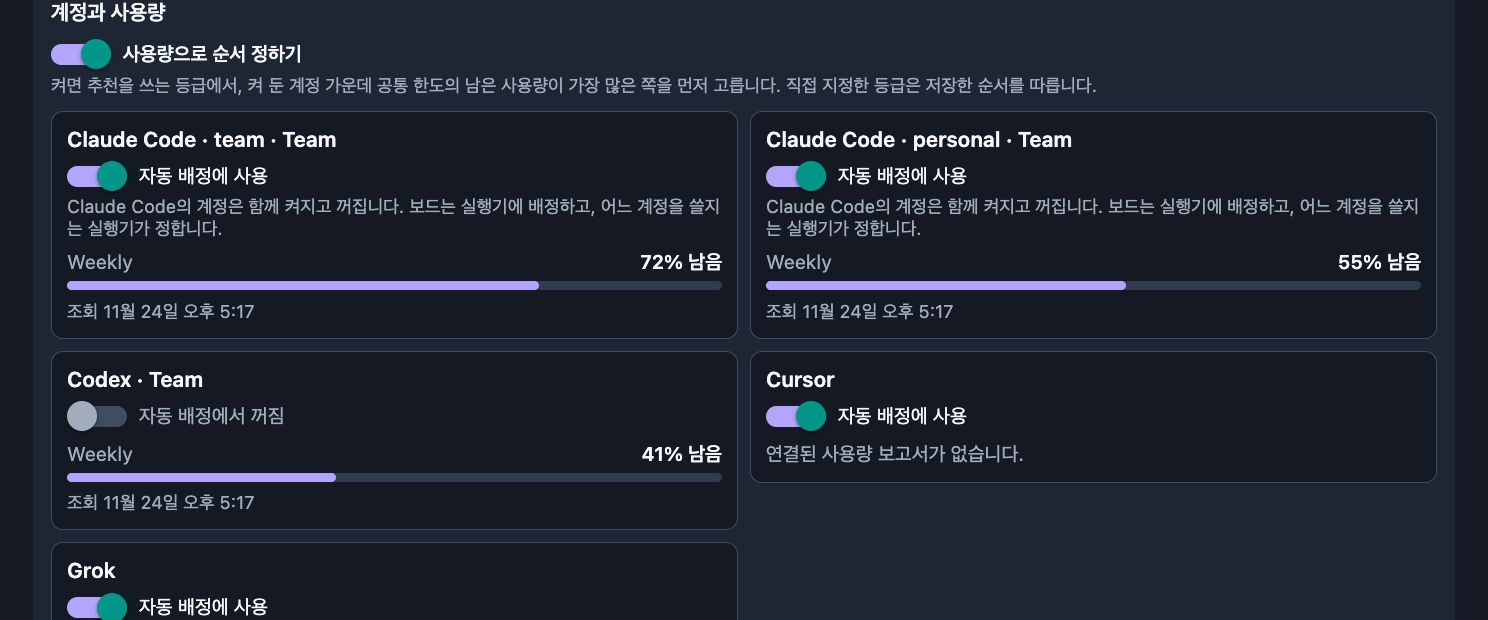 계정과 사용량
사용량으로 순서 정하기
켜면 추천을 쓰는 등급에서, 켜 둔 계정 가운데 공통 한도의 남은 사용량이 가장 많은 쪽을 먼저 고릅니다. 직접 지정한 등급은 저장한 순서를 따릅니다.
Claude Code · team · Team
자동 배정에 사용
Claude Code의 계정은 함께 켜지고 꺼집니다. 보드는 실행기에 배정하고, 어느 계정을 쓸지
는 실행기가 정합니다.
Weekly 72% 남음
조회 11월 24일 오후 5:17
Claude Code · personal · Team
자동 배정에 사용
Claude Code의 계정은 함께 켜지고 꺼집니다. 보드는 실행기에 배정하고, 어느 계정을 쓸지
는 실행기가 정합니다.
Weekly 55% 남음
조회 11월 24일 오후 5:17
Codex · Team
자동 배정에서 꺼짐
Weekly 41% 남음
조회 11월 24일 오후 5:17
Cursor
자동 배정에 사용
연결된 사용량 보고서가 없습니다.
Grok
자동 배정에 사용